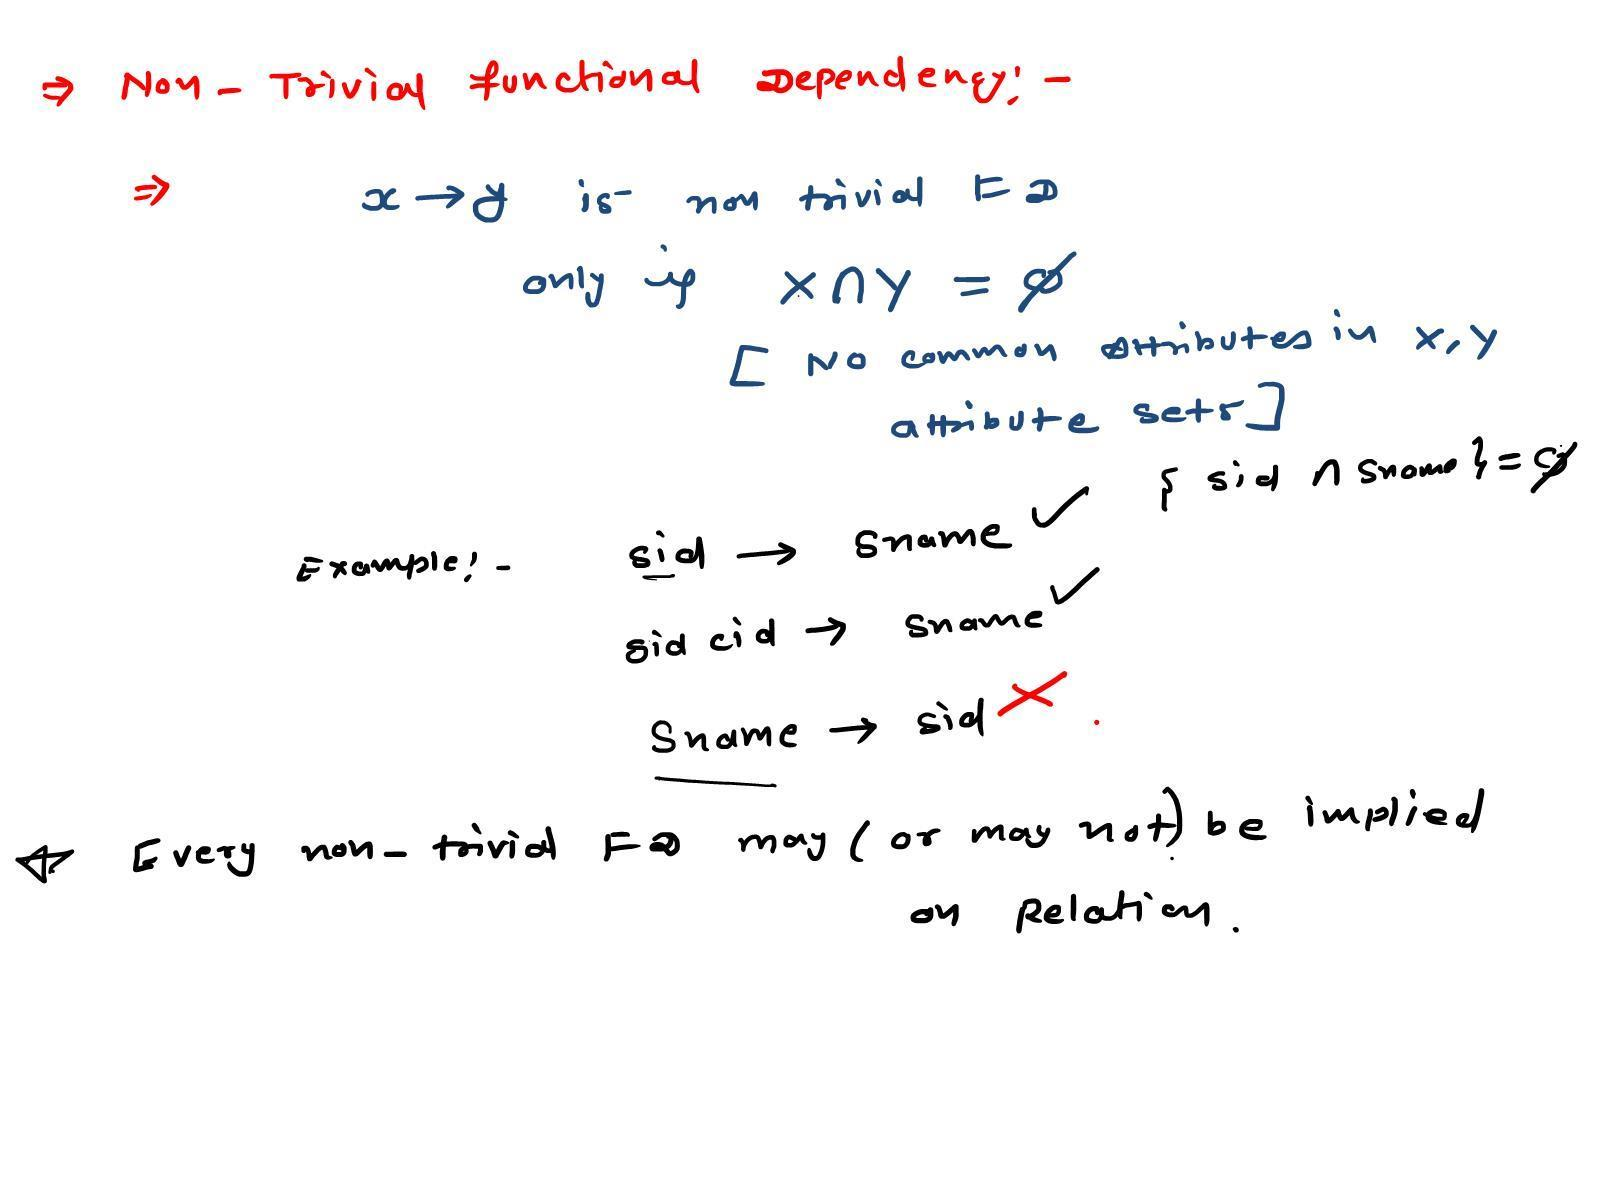 ⇒ Non - Trivial functional Dependency: -
⇒ x → y is non trivial FD
only if X ∩ Y = ∅
[ No common attributes in X, Y
attribute sets ]
{ sid ∩ Sname } = ∅
Example: - sid → Sname ✓
sid cid → Sname ✓
Sname → sid ✗ .
Every non - trivial FD may ( or may not ) be implied
on Relation .